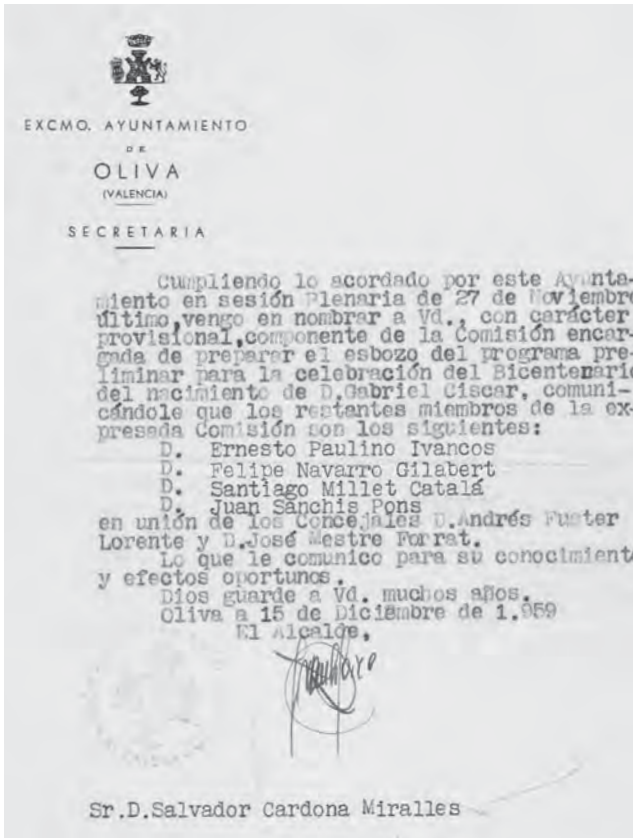 EXCMO. AYUNTAMIENTO
DE
OLIVA
(VALENCIA)
SECRETARIA
Cumpliendo lo acordado por este Ayunta-
miento en sesión Plenaria de 27 de Noviembre
último,vengo en nombrar a Vd., con carácter
provisional,componente de la Comisión encar-
gada de preparar el esbozo del programa pre-
liminar para la celebración del Bicentenario
del nacimiento de D.Gabriel Ciscar, comuni-
cándole que los restantes miembros de la ex-
presada Comisión son los siguientes:
D. Ernesto Paulino Ivancos
D. Felipe Navarro Gilabert
D. Santiago Millet Catalá
D. Juan Sanchis Pons
en unión de los Concejales D.Andrés Fuster
Lorente y D.José Mestre Forrat.
Lo que le comunico para su conocimient
y efectos oportunos.
Dios guarde a Vd. muchos años.
Oliva a 15 de Diciembre de 1.959
El Alcalde,
Sr.D.Salvador Cardona Miralles